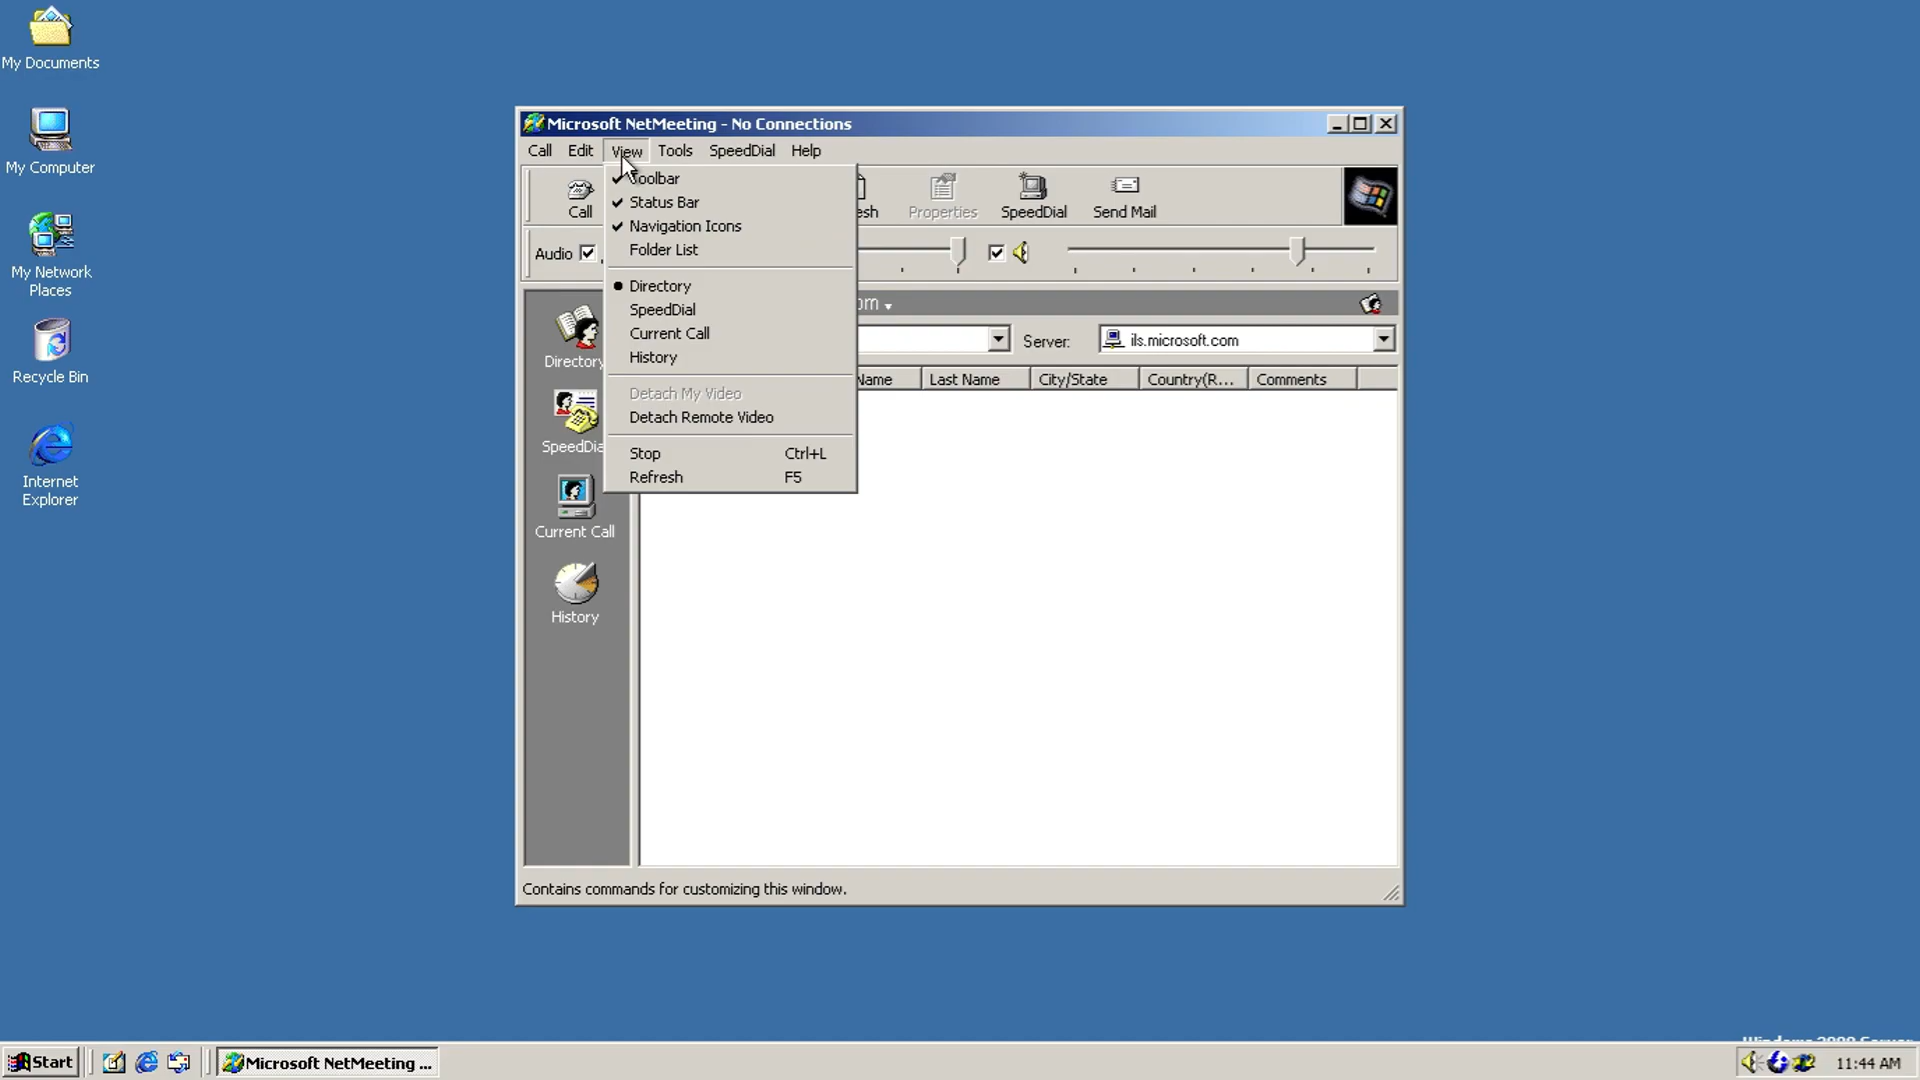 My Documents
My Computer
My Network
Places
Recycle Bin
Internet
Explorer
Microsoft NetMeeting - No Connections
Call Edit View Tools SpeedDial Help
Call
esh Properties SpeedDial Send Mail
Audio
Toolbar
Status Bar
Navigation Icons
Folder List
Directory
SpeedDial
Current Call
History
Detach My Video
Detach Remote Video
Stop Ctrl+L
Refresh F5
om
Server: ils.microsoft.com
Name Last Name City/State Country(R... Comments
Directory
SpeedDia
Current Call
History
Contains commands for customizing this window.
Start
Microsoft NetMeeting ...
11:44 AM